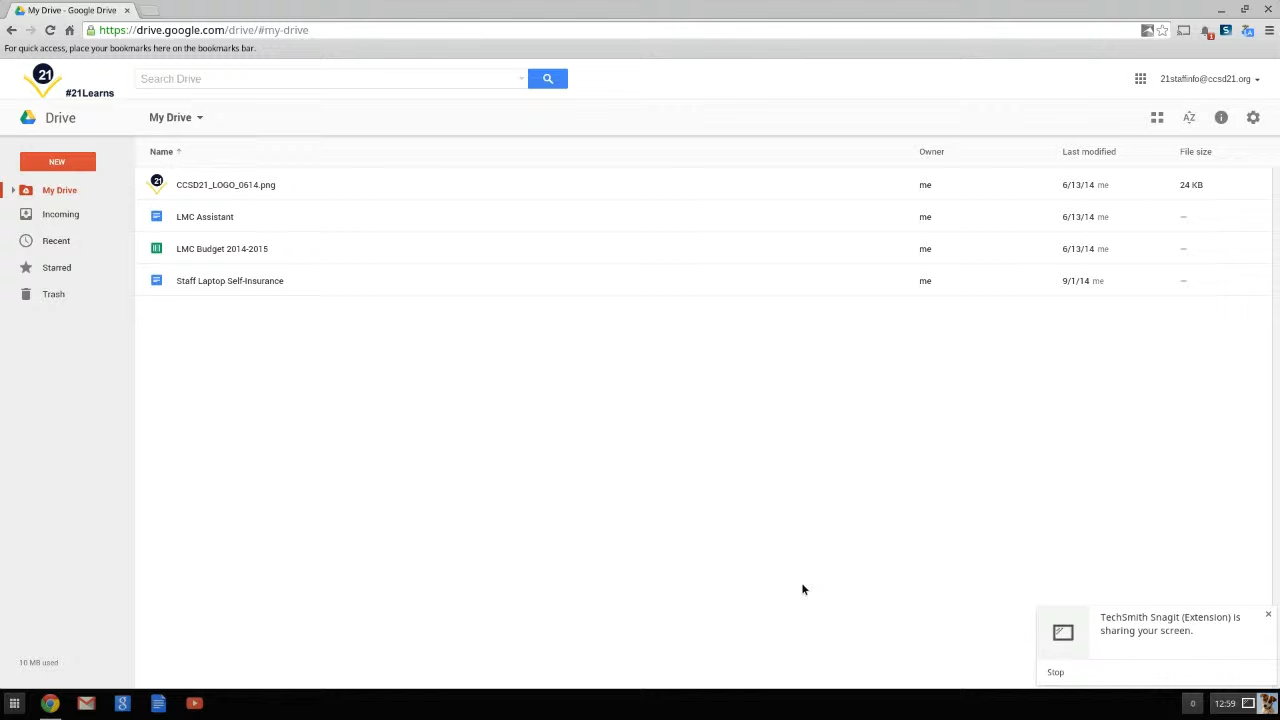 My Drive - Google Drive
https://drive.google.com/drive/#my-drive
For quick access, place your bookmarks here on the bookmarks bar.
21
#21Learns
Search Drive
21staffinfo@ccsd21.org
Drive
My Drive
AZ
NEW
Name
Owner
Last modified
File size
My Drive
Incoming
Recent
Starred
Trash
21
CCSD21_LOGO_0614.png
me
6/13/14 me
24 KB
LMC Assistant
me
6/13/14 me
—
LMC Budget 2014-2015
me
6/13/14 me
—
Staff Laptop Self-Insurance
me
9/1/14 me
—
TechSmith Snagit (Extension) is
sharing your screen.
Stop
10 MB used
0
12:59